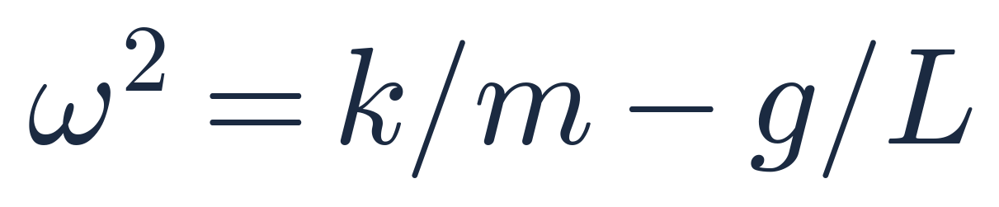 ω² = k/m − g/L